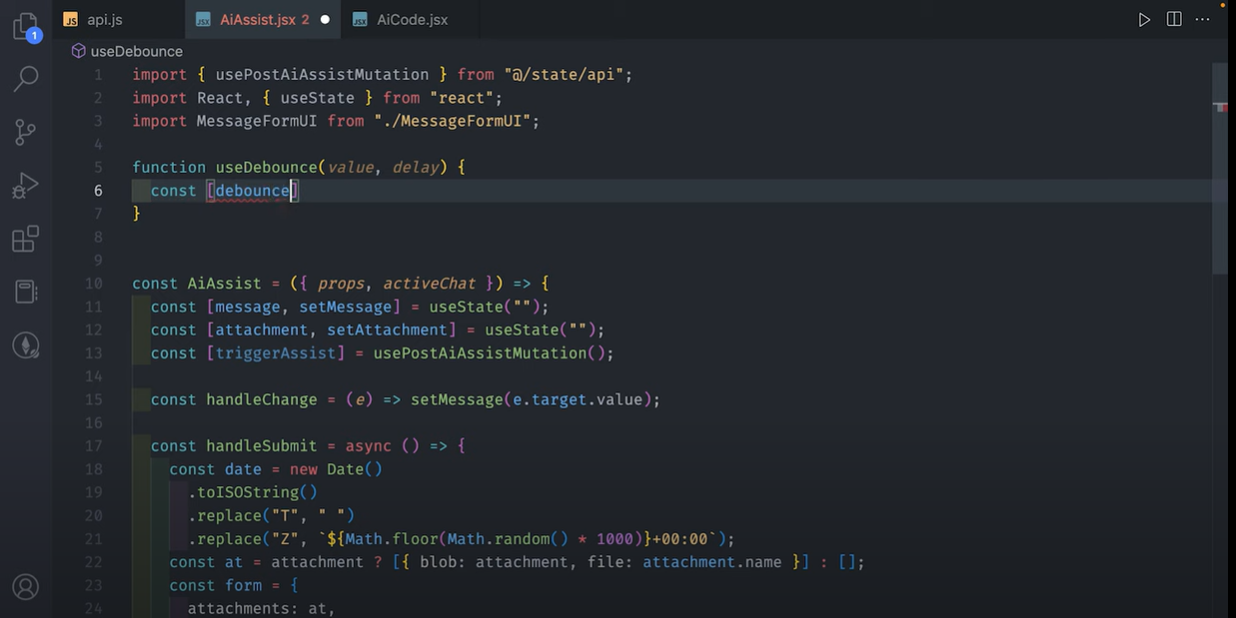 JS api.js JSX AiAssist.jsx 2 JSX AiCode.jsx
1
useDebounce
1 import { usePostAiAssistMutation } from "@/state/api";
2 import React, { useState } from "react";
3 import MessageFormUI from "./MessageFormUI";
4
5 function useDebounce(value, delay) {
6 const [debounce]
7 }
8
9
10 const AiAssist = ({ props, activeChat }) => {
11 const [message, setMessage] = useState("");
12 const [attachment, setAttachment] = useState("");
13 const [triggerAssist] = usePostAiAssistMutation();
14
15 const handleChange = (e) => setMessage(e.target.value);
16
17 const handleSubmit = async () => {
18 const date = new Date()
19 .toISOString()
20 .replace("T", " ")
21 .replace("Z", `${Math.floor(Math.random() * 1000)}+00:00`);
22 const at = attachment ? [{ blob: attachment, file: attachment.name }] : [];
23 const form = {
24 attachments: at,